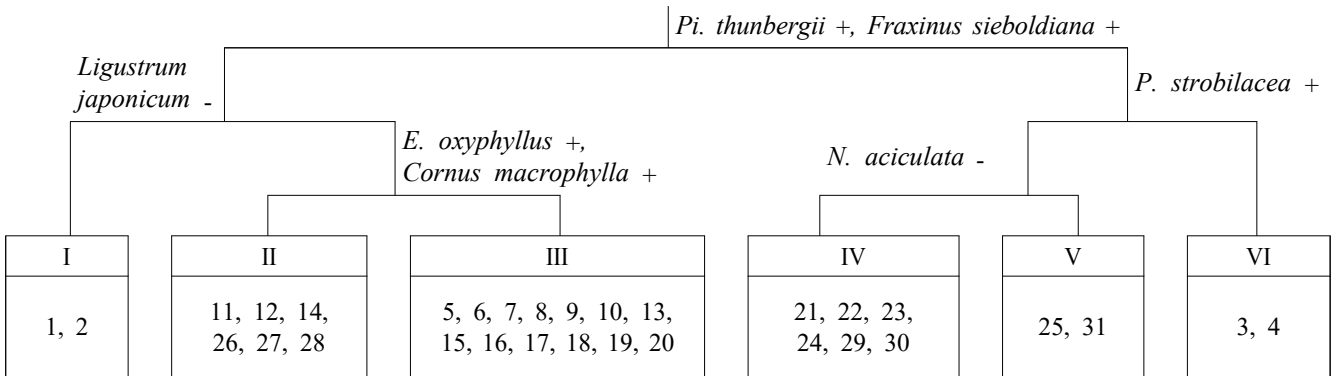 Pi. thunbergii +, Fraxinus sieboldiana +
Ligustrum
japonicum -
P. strobilacea +
E. oxyphyllus +,
Cornus macrophylla +
N. aciculata -
I
II
III
IV
V
VI
1, 2
11, 12, 14,
26, 27, 28
5, 6, 7, 8, 9, 10, 13,
15, 16, 17, 18, 19, 20
21, 22, 23,
24, 29, 30
25, 31
3, 4